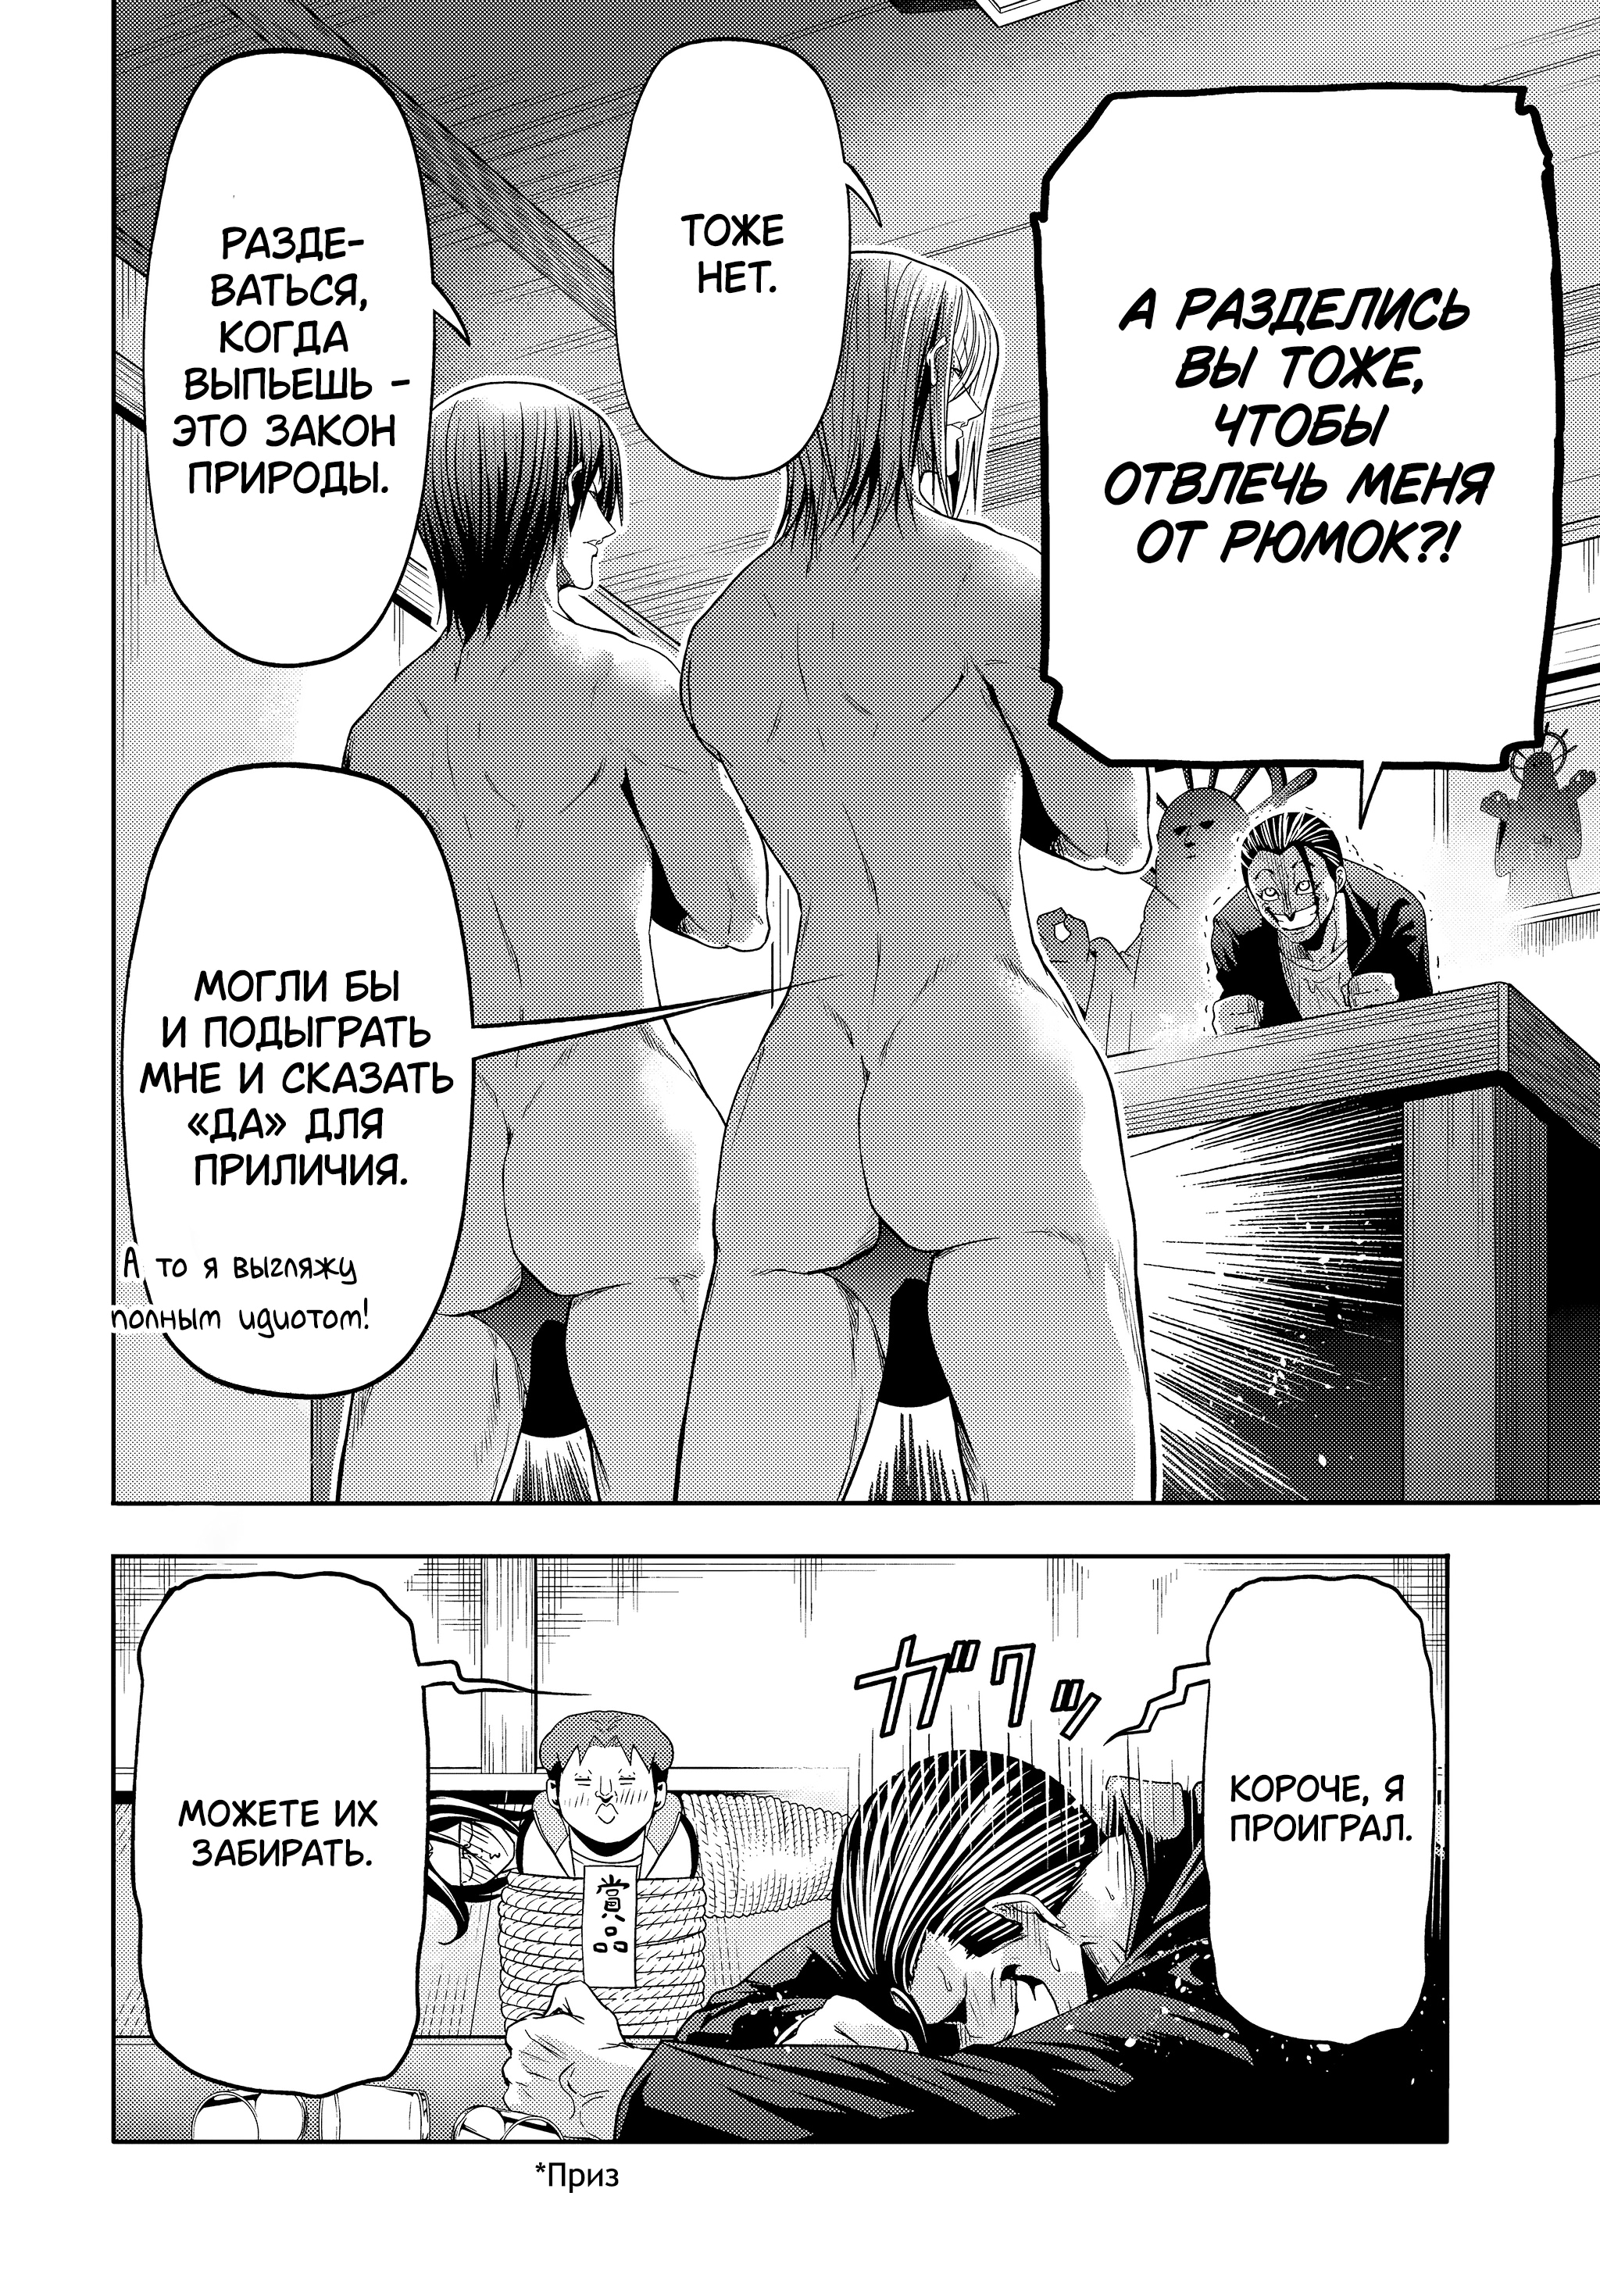 А РАЗДЕЛИСЬ
ВЫ ТОЖЕ,
ЧТОБЫ
ОТВЛЕЧЬ МЕНЯ
ОТ РЮМОК?!
ТОЖЕ
НЕТ.
РАЗДЕ-
ВАТЬСЯ,
КОГДА
ВЫПЬЕШЬ -
ЭТО ЗАКОН
ПРИРОДЫ.
МОГЛИ БЫ
И ПОДЫГРАТЬ
МНЕ И СКАЗАТЬ
«ДА» ДЛЯ
ПРИЛИЧИЯ.
А ТО Я ВЫГЛЯЖУ
ПОЛНЫМ ИДИОТОМ!
ガクッ
КОРОЧЕ, Я
ПРОИГРАЛ.
МОЖЕТЕ ИХ
ЗАБИРАТЬ.
賞品
*Приз